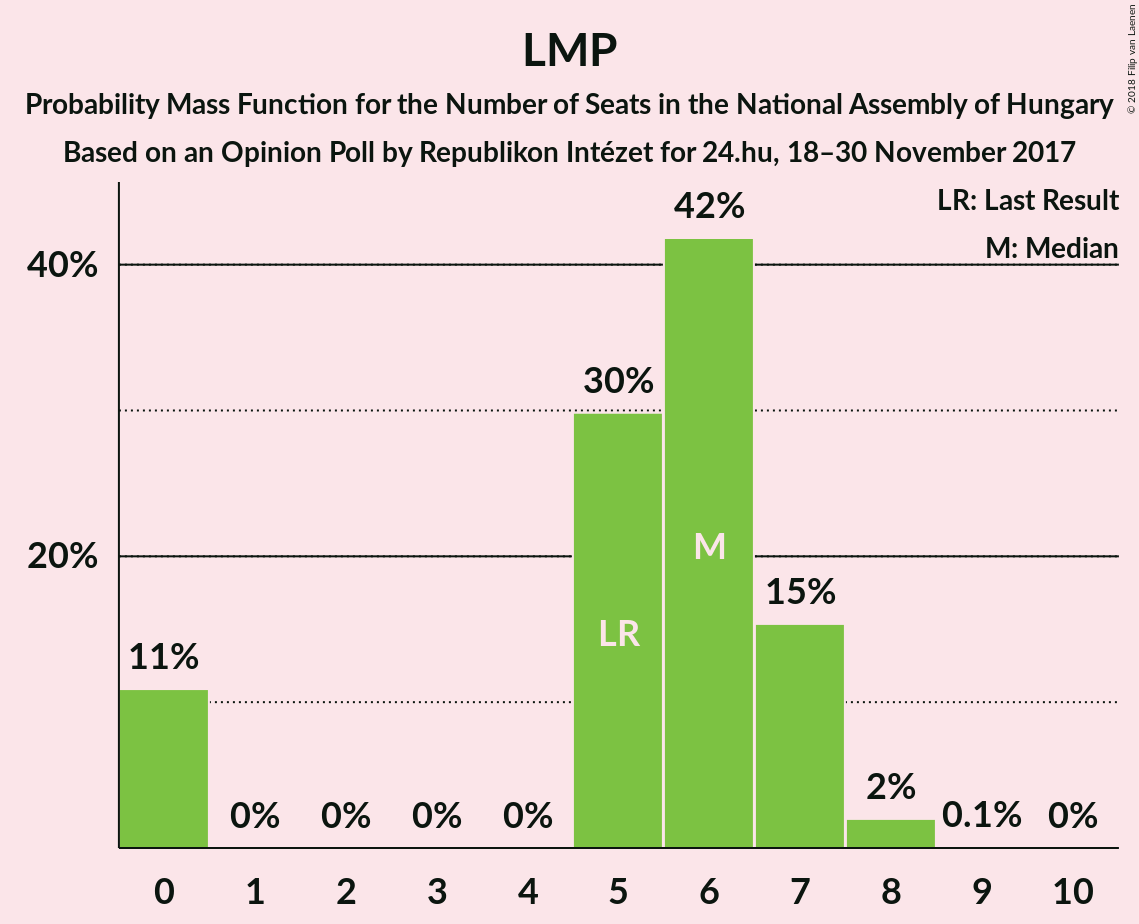 LMP
Probability Mass Function for the Number of Seats in the National Assembly of Hungary
Based on an Opinion Poll by Republikon Intézet for 24.hu, 18–30 November 2017
© 2018 Filip van Laenen
LR: Last Result
M: Median
40%
20%
11%
0%
0%
0%
0%
30%
42%
15%
2%
0.1%
0%
LR
M
0 1 2 3 4 5 6 7 8 9 10